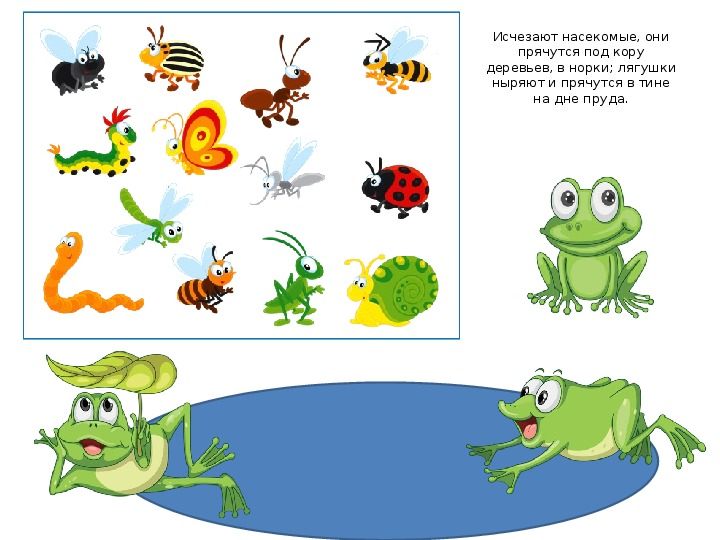 Исчезают насекомые, они
прячутся под кору
деревьев, в норки; лягушки
ныряют и прячутся в тине
на дне пруда.